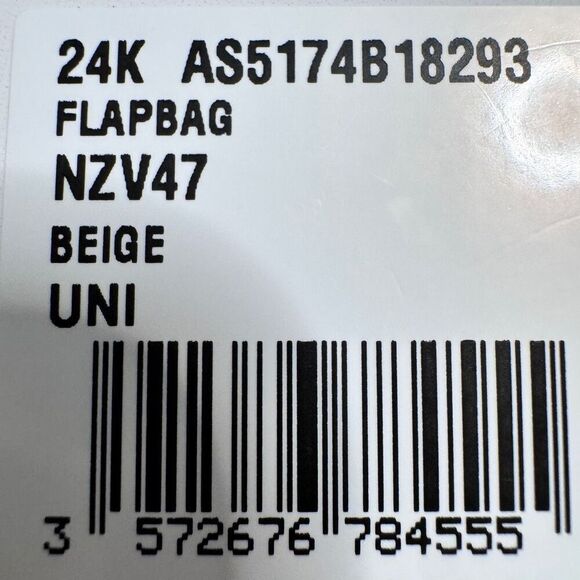 24K AS5174B18293
FLAPBAG
NZV47
BEIGE
UNI
3 572676 784555